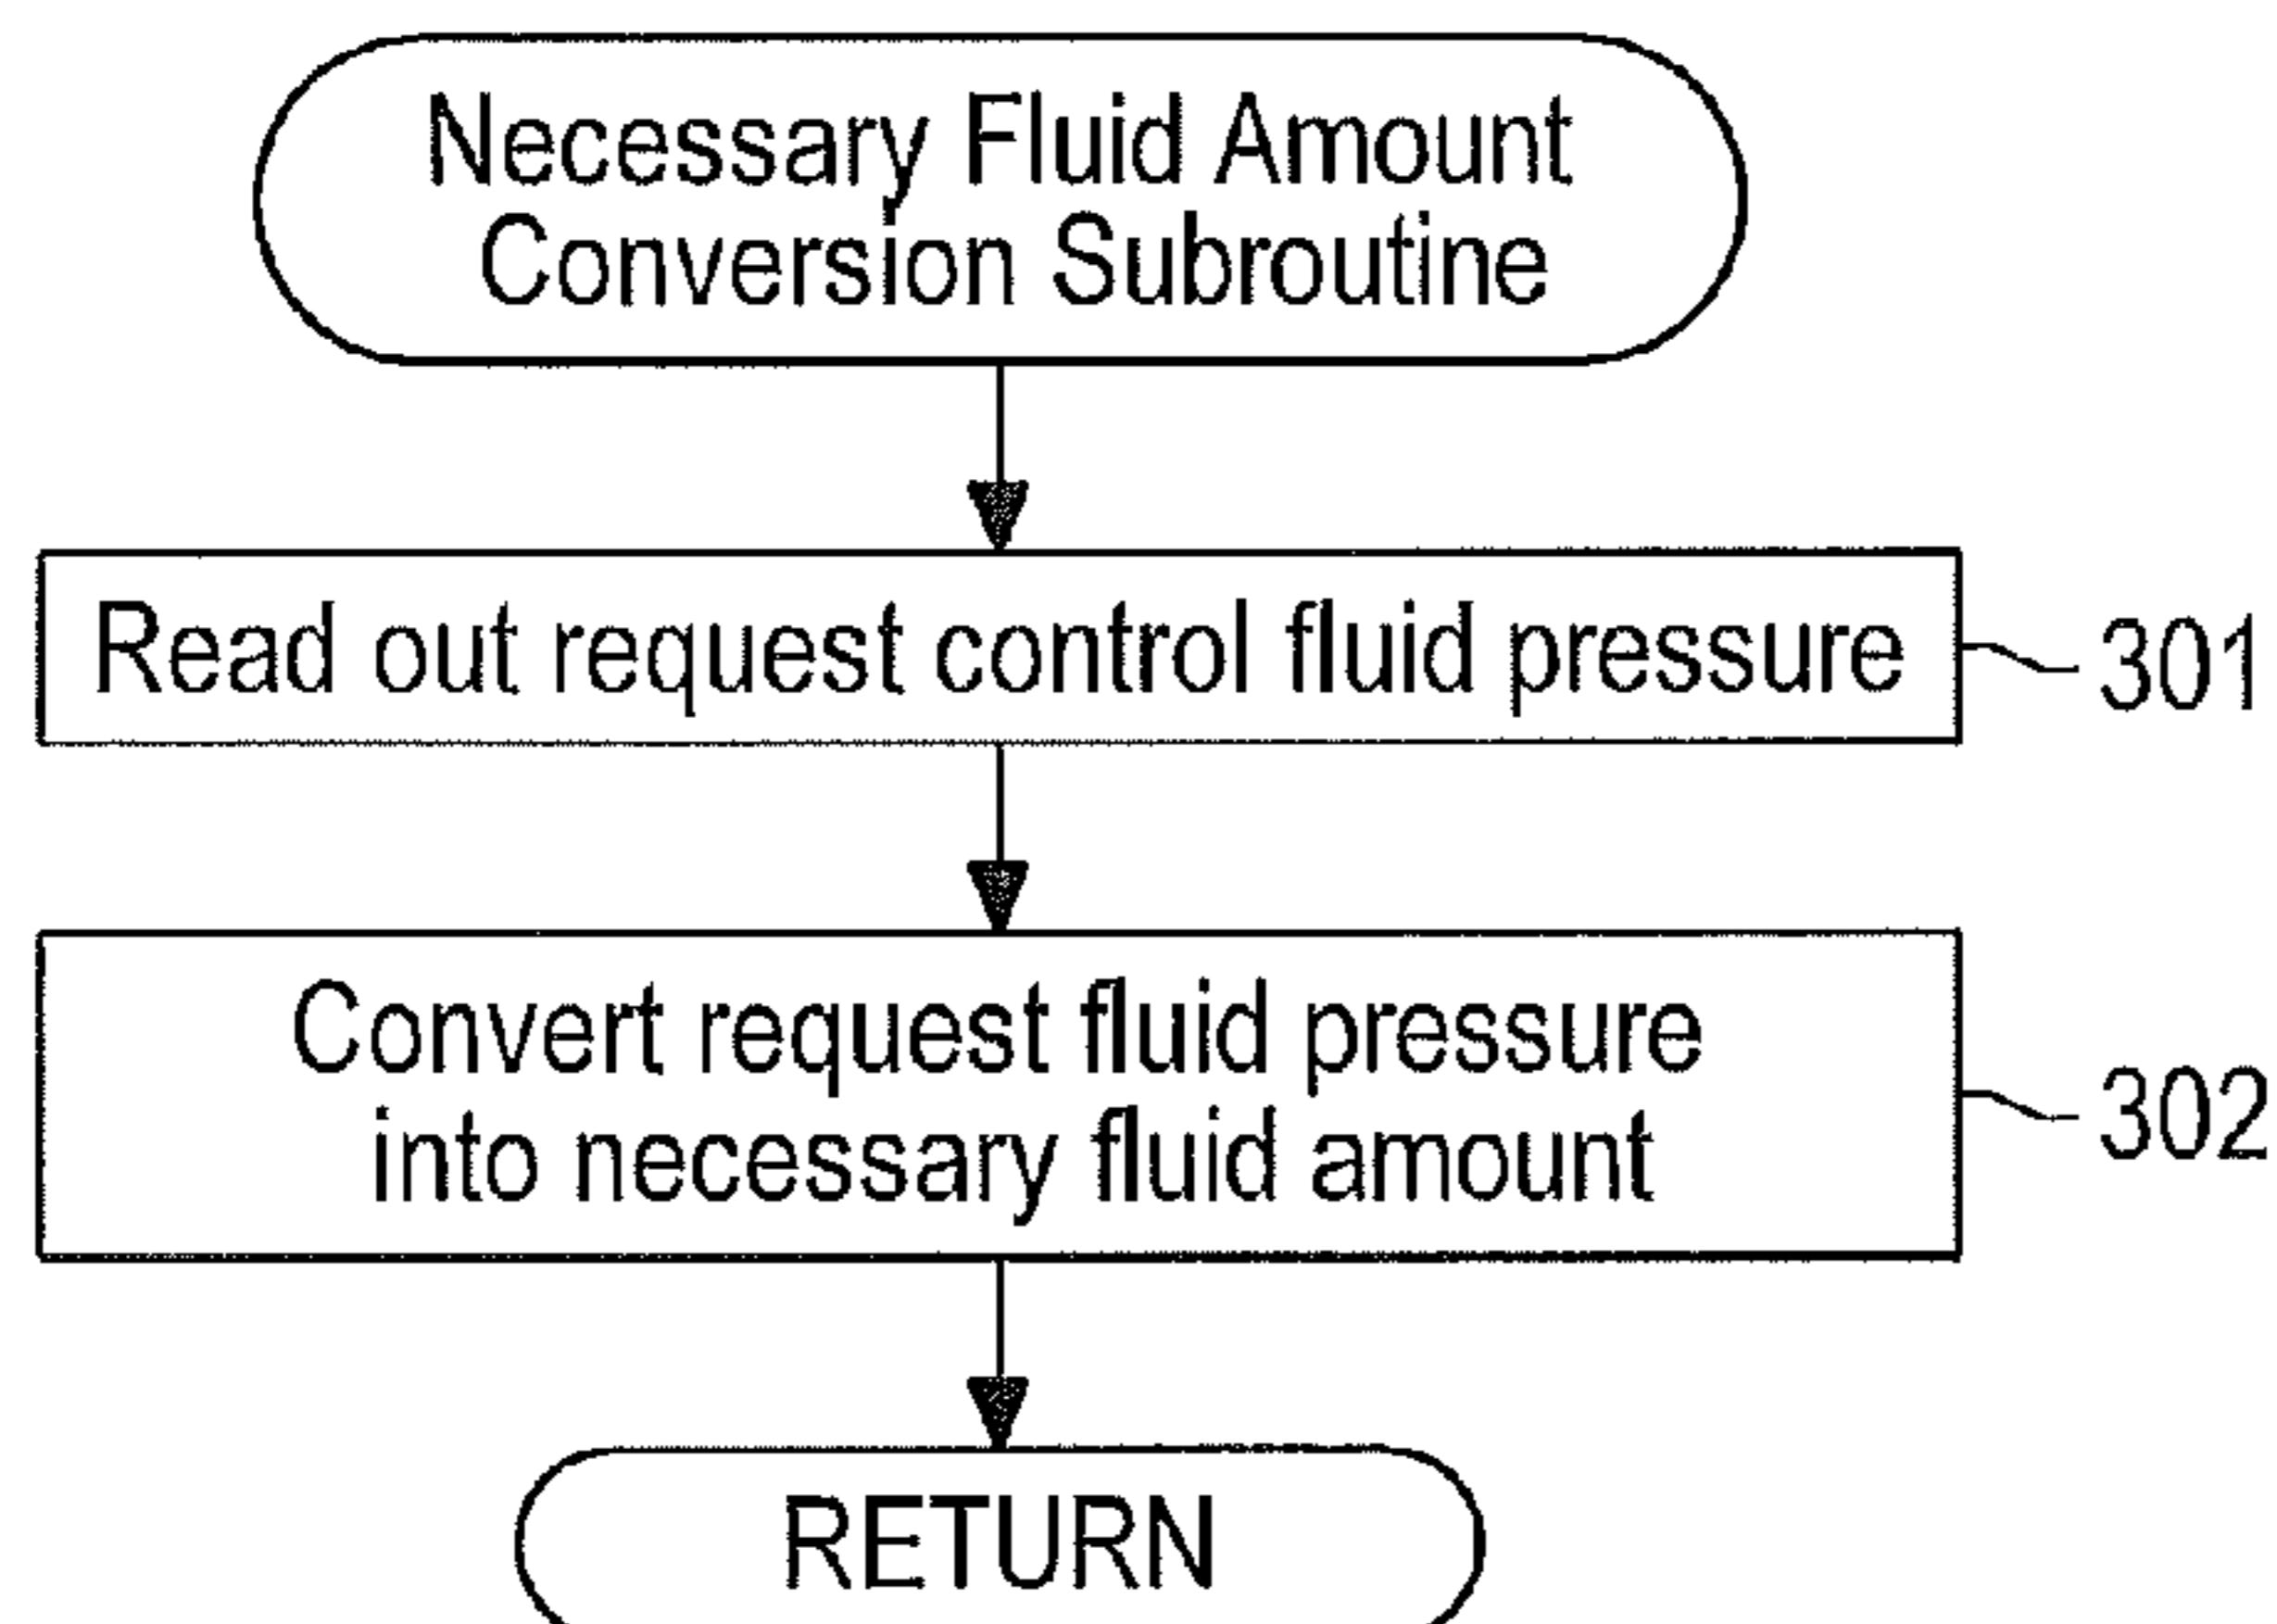 Necessary Fluid Amount
Conversion Subroutine
Read out request control fluid pressure
301
Convert request fluid pressure
into necessary fluid amount
302
RETURN